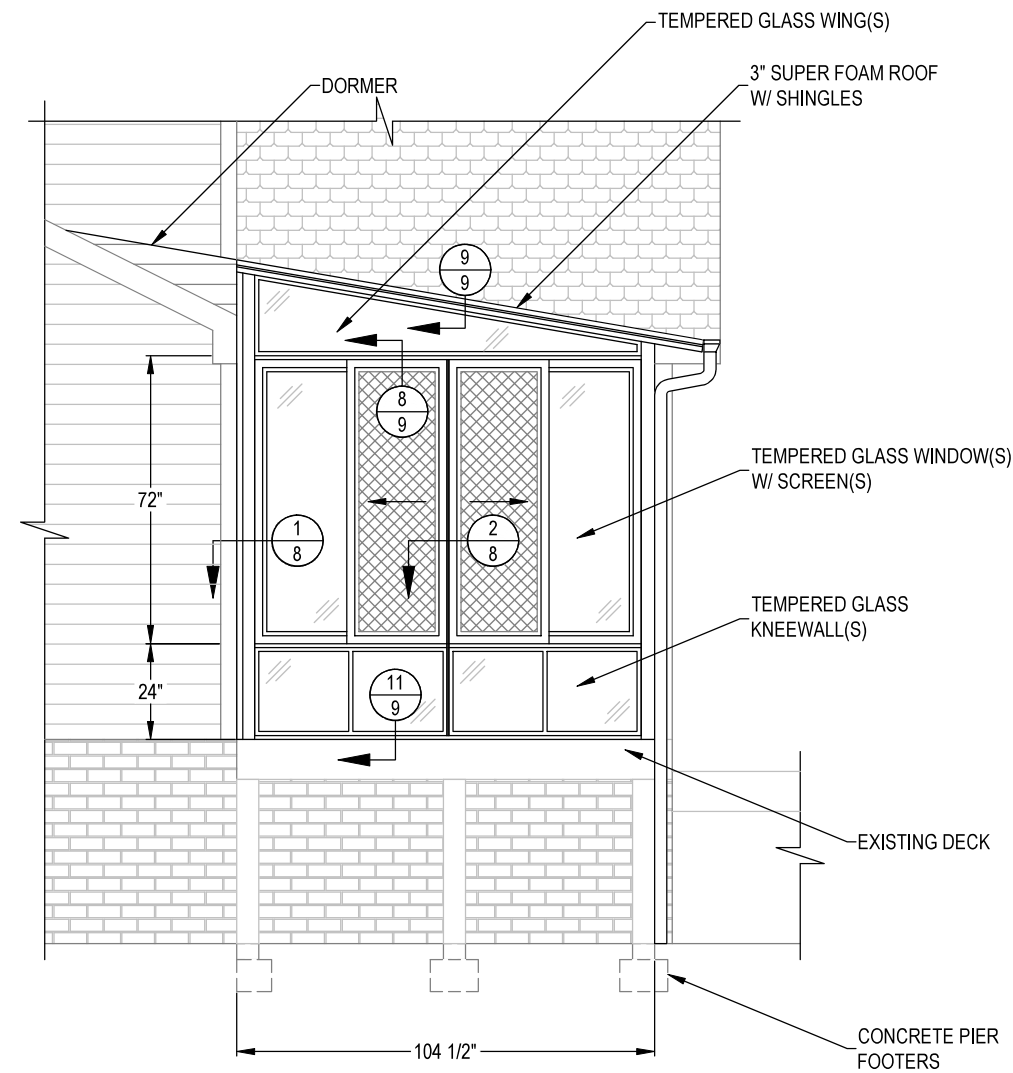 TEMPERED GLASS WING(S)
3" SUPER FOAM ROOF
W/ SHINGLES
DORMER
9
9
8
9
TEMPERED GLASS WINDOW(S)
W/ SCREEN(S)
72"
1
8
2
8
TEMPERED GLASS
KNEEWALL(S)
24"
11
9
EXISTING DECK
CONCRETE PIER
FOOTERS
104 1/2"